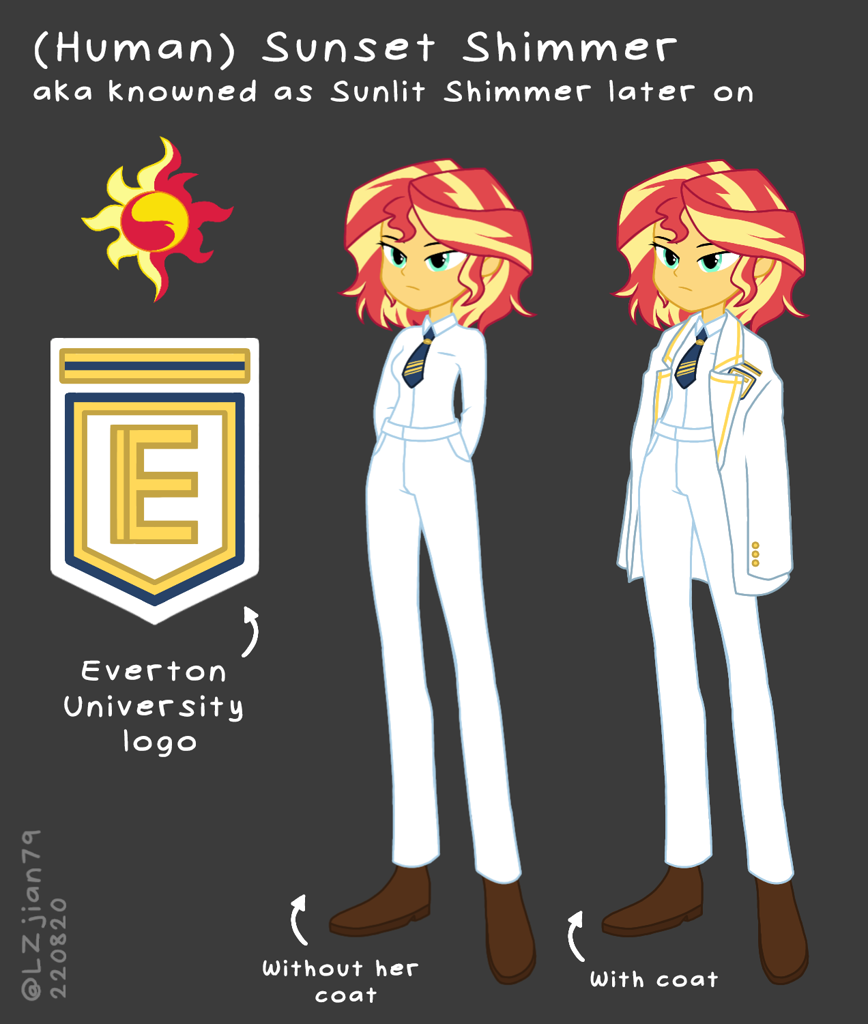 (Human) Sunset Shimmer
aka knowned as Sunlit Shimmer later on
E
Everton
University
logo
Without her
coat
With coat
@LZjian79
220820